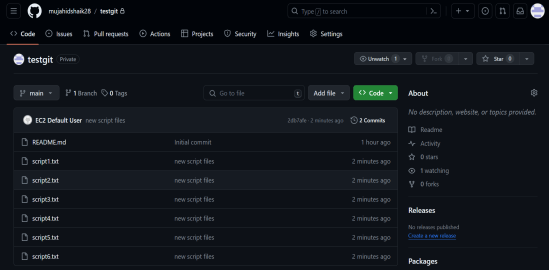 mujahidshaik28 / testgit
Type / to search
Code Issues Pull requests Actions Projects Security Insights Settings
testgit Private
Unwatch 1 Fork 0 Star 0
main 1 Branch 0 Tags
Go to file t Add file Code
EC2 Default User new script files 2db7afe · 2 minutes ago 2 Commits
README.md Initial commit 1 hour ago
script1.txt new script files 2 minutes ago
script2.txt new script files 2 minutes ago
script3.txt new script files 2 minutes ago
script4.txt new script files 2 minutes ago
script5.txt new script files 2 minutes ago
script6.txt new script files 2 minutes ago
About
No description, website, or topics provided.
Readme
Activity
0 stars
1 watching
0 forks
Releases
No releases published
Create a new release
Packages